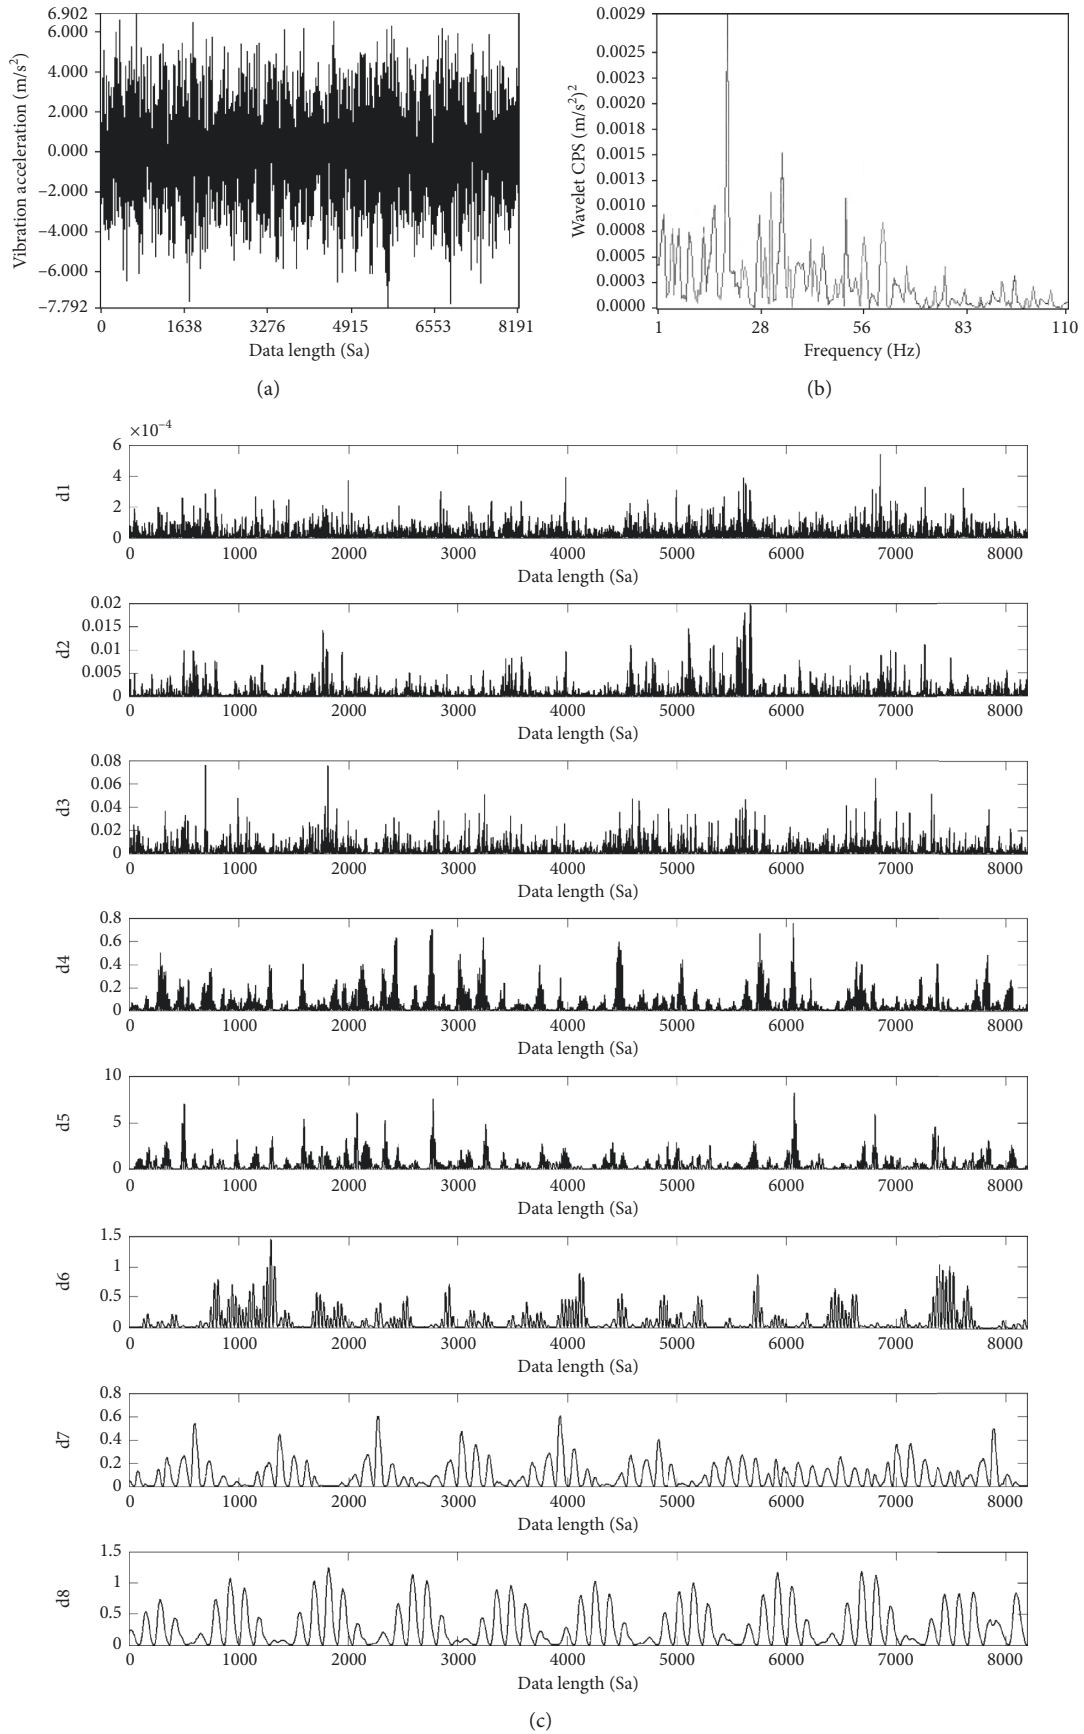 6.902
6.000
4.000
2.000
0.000
−2.000
−4.000
−6.000
−7.792
Vibration acceleration (m/s²)
0 1638 3276 4915 6553 8191
Data length (Sa)
(a)
0.0029
0.0025
0.0023
0.0020
0.0018
0.0015
0.0013
0.0010
0.0008
0.0005
0.0003
0.0000
Wavelet CPS (m/s²)²
1 28 56 83 110
Frequency (Hz)
(b)
×10⁻⁴
6
4
2
0
d1
0 1000 2000 3000 4000 5000 6000 7000 8000
Data length (Sa)
0.02
0.015
0.01
0.005
0
d2
0 1000 2000 3000 4000 5000 6000 7000 8000
Data length (Sa)
0.08
0.06
0.04
0.02
0
d3
0 1000 2000 3000 4000 5000 6000 7000 8000
Data length (Sa)
0.8
0.6
0.4
0.2
0
d4
0 1000 2000 3000 4000 5000 6000 7000 8000
Data length (Sa)
10
5
0
d5
0 1000 2000 3000 4000 5000 6000 7000 8000
Data length (Sa)
1.5
1
0.5
0
d6
0 1000 2000 3000 4000 5000 6000 7000 8000
Data length (Sa)
0.8
0.6
0.4
0.2
0
d7
0 1000 2000 3000 4000 5000 6000 7000 8000
Data length (Sa)
1.5
1
0.5
0
d8
0 1000 2000 3000 4000 5000 6000 7000 8000
Data length (Sa)
(c)